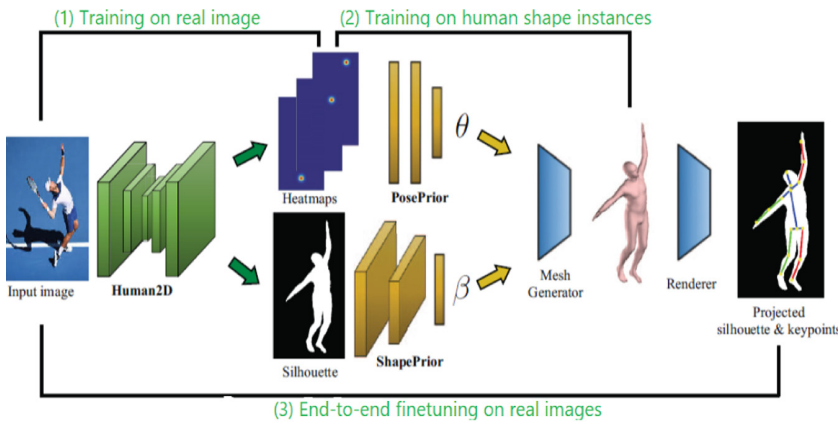 (1) Training on real image
(2) Training on human shape instances
Heatmaps
PosePrior
θ
Input image
Human2D
Silhouette
ShapePrior
β
Mesh
Generator
Renderer
Projected
silhouette & keypoints
(3) End-to-end finetuning on real images